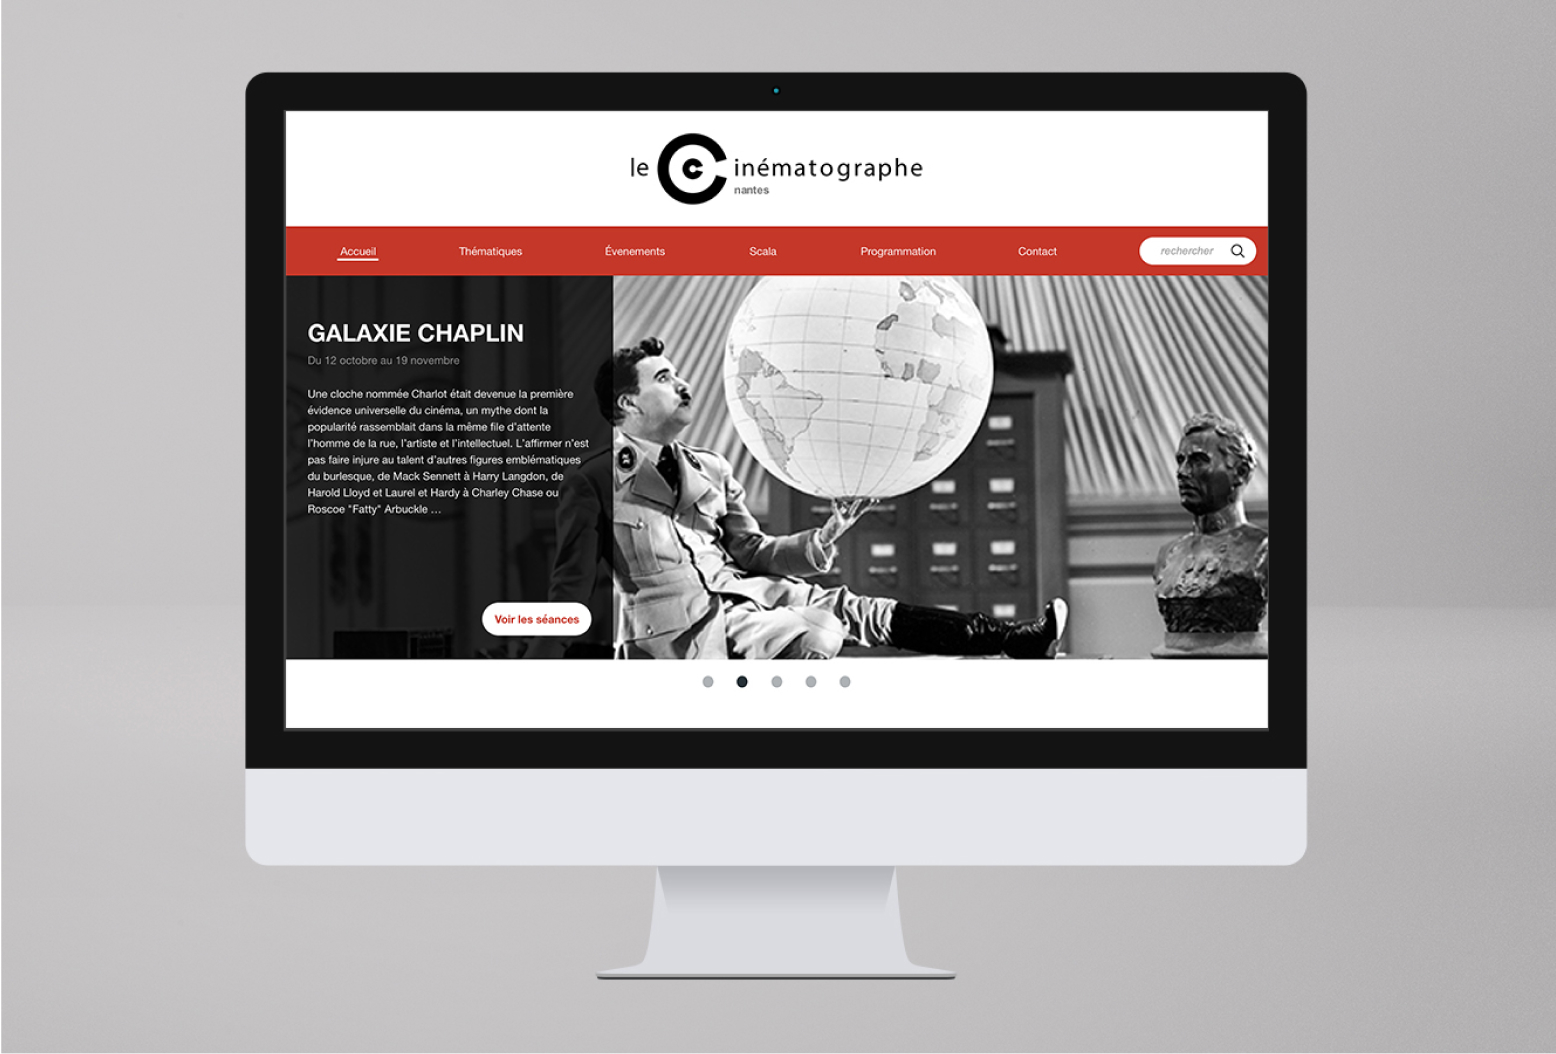 le Cinématographe
nantes
Accueil Thématiques Évenements Scala Programmation Contact rechercher
GALAXIE CHAPLIN
Du 12 octobre au 19 novembre
Une cloche nommée Charlot était devenue la première
évidence universelle du cinéma, un mythe dont la
popularité rassemblait dans la même file d'attente
l'homme de la rue, l'artiste et l'intellectuel. L'affirmer n'est
pas faire injure au talent d'autres figures emblématiques
du burlesque, de Mack Sennett à Harry Langdon, de
Harold Lloyd et Laurel et Hardy à Charley Chase ou
Roscoe "Fatty" Arbuckle ...
Voir les séances